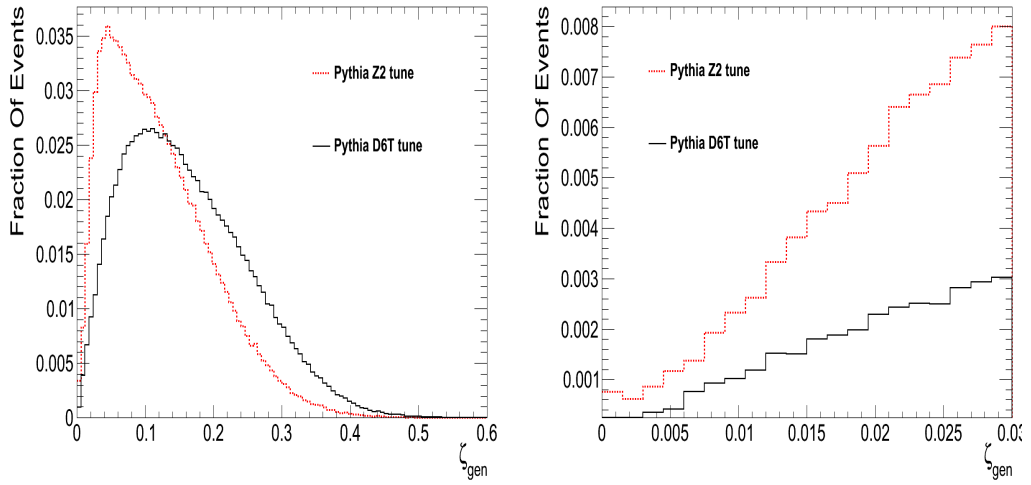 Fraction Of Events
0.035
0.03
0.025
0.02
0.015
0.01
0.005
0
Pythia Z2 tune
Pythia D6T tune
0 0.1 0.2 0.3 0.4 0.5 0.6
ζgen
Fraction Of Events
0.008
0.007
0.006
0.005
0.004
0.003
0.002
0.001
Pythia Z2 tune
Pythia D6T tune
0 0.005 0.01 0.015 0.02 0.025 0.03
ζgen